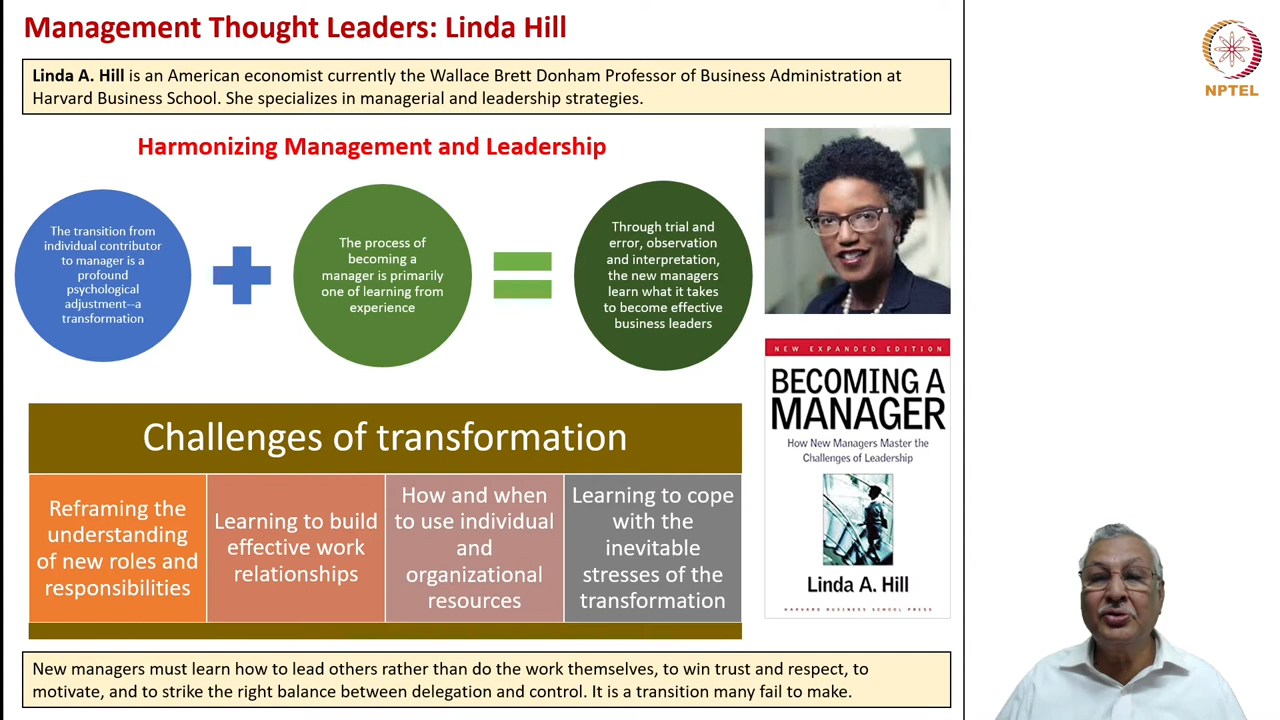 Management Thought Leaders: Linda Hill
NPTEL
Linda A. Hill is an American economist currently the Wallace Brett Donham Professor of Business Administration at
Harvard Business School. She specializes in managerial and leadership strategies.
Harmonizing Management and Leadership
The transition from
individual contributor
to manager is a
profound
psychological
adjustment--a
transformation
The process of
becoming a
manager is primarily
one of learning from
experience
Through trial and
error, observation
and interpretation,
the new managers
learn what it takes
to become effective
business leaders
NEW EXPANDED EDITION
BECOMING A
MANAGER
How New Managers Master the
Challenges of Leadership
Linda A. Hill
HARVARD BUSINESS SCHOOL PRESS
Challenges of transformation
Reframing the
understanding
of new roles and
responsibilities
Learning to build
effective work
relationships
How and when
to use individual
and
organizational
resources
Learning to cope
with the
inevitable
stresses of the
transformation
New managers must learn how to lead others rather than do the work themselves, to win trust and respect, to
motivate, and to strike the right balance between delegation and control. It is a transition many fail to make.